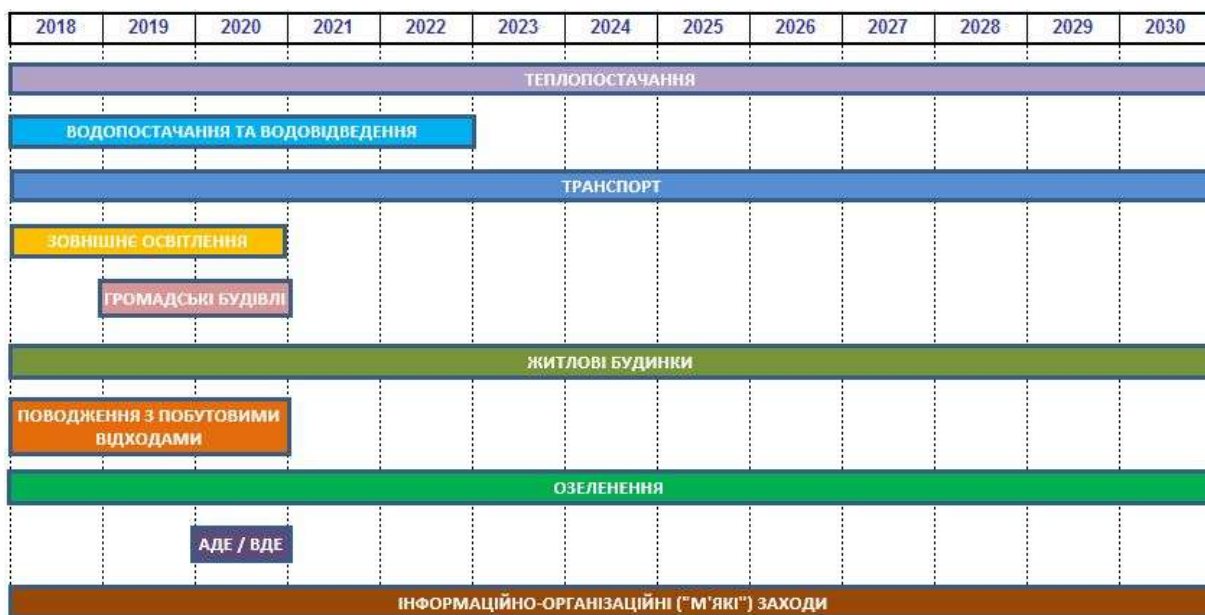 2018 2019 2020 2021 2022 2023 2024 2025 2026 2027 2028 2029 2030
ТЕПЛОПОСТАЧАННЯ
ВОДОПОСТАЧАННЯ ТА ВОДОВІДВЕДЕННЯ
ТРАНСПОРТ
ЗОВНІШНЄ ОСВІТЛЕННЯ
ГРОМАДСЬКІ БУДІВЛІ
ЖИТЛОВІ БУДИНКИ
ПОВОДЖЕННЯ З ПОБУТОВИМИ
ВІДХОДАМИ
ОЗЕЛЕНЕННЯ
АДЕ / ВДЕ
ІНФОРМАЦІЙНО-ОРГАНІЗАЦІЙНІ ("М'ЯКІ") ЗАХОДИ